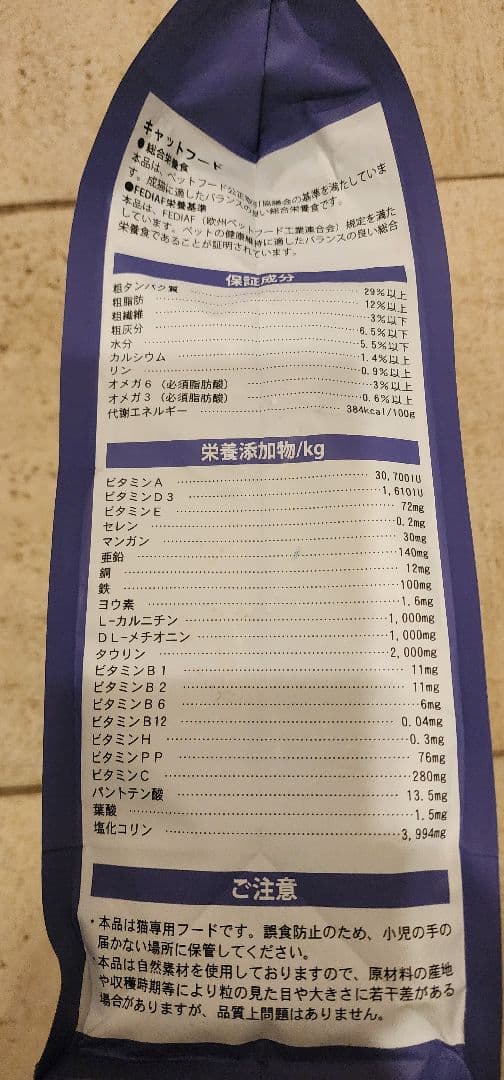 キャットフード
●総合栄養食
本品は、ペットフード公正取引協議会の基準を満たしていま
す。成猫に適したバランスの良い総合栄養食です。
●FEDIAF栄養基準
本品は、FEDIAF（欧州ペットフード工業連合会）規定を満た
しています。ペットの健康維持に適したバランスの良い総合
栄養食であることが証明されています。
保証成分
粗タンパク質 29%以上
粗脂肪 12%以上
粗繊維 3%以下
粗灰分 6.5%以下
水分 5.5%以下
カルシウム 1.4%以上
リン 0.9%以上
オメガ6（必須脂肪酸） 3%以上
オメガ3（必須脂肪酸） 0.6%以上
代謝エネルギー 384kcal/100g
栄養添加物/kg
ビタミンA 30,700IU
ビタミンD3 1,610IU
ビタミンE 72mg
セレン 0.2mg
マンガン 30mg
亜鉛 140mg
銅 12mg
鉄 100mg
ヨウ素 1.6mg
L-カルニチン 1,000mg
DL-メチオニン 1,000mg
タウリン 2,000mg
ビタミンB1 11mg
ビタミンB2 11mg
ビタミンB6 6mg
ビタミンB12 0.04mg
ビタミンH 0.3mg
ビタミンPP 76mg
ビタミンC 280mg
パントテン酸 13.5mg
葉酸 1.5mg
塩化コリン 3,994mg
ご注意
・本品は猫専用フードです。誤食防止のため、小児の手の
届かない場所に保管してください。
・本品は自然素材を使用しておりますので、原材料の産地
や収穫時期等により粒の見た目や大きさに若干差がある
場合がありますが、品質上問題はありません。